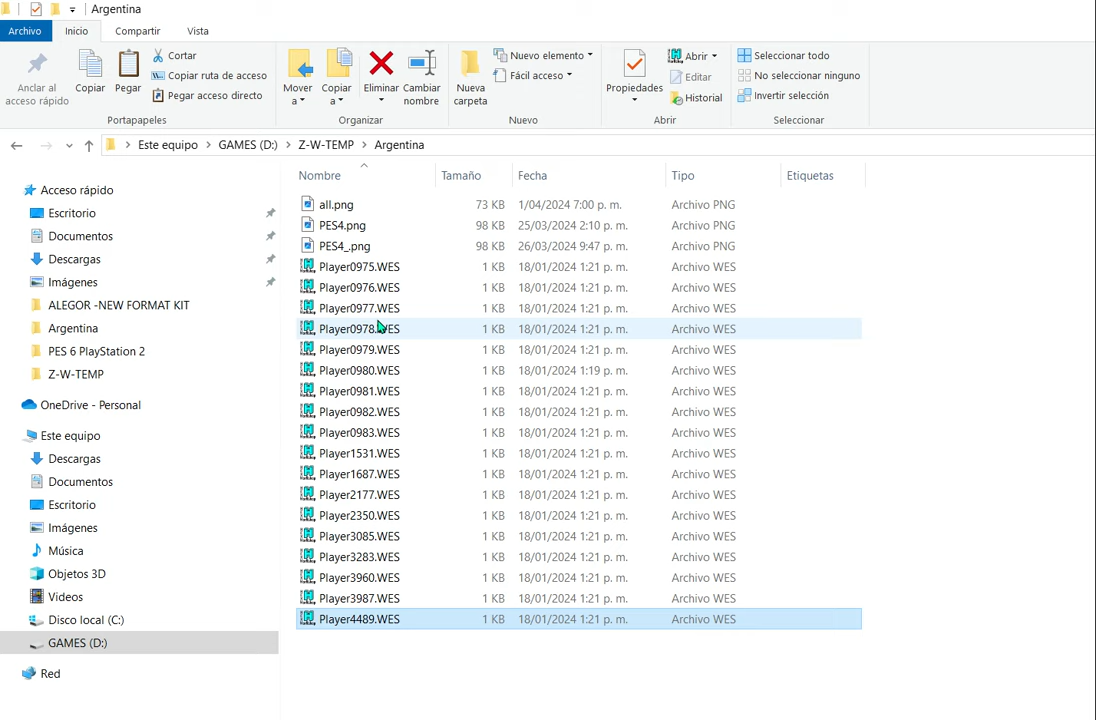 Argentina
Archivo Inicio Compartir Vista
Anclar al acceso rápido
Copiar
Pegar
Cortar
Copiar ruta de acceso
Pegar acceso directo
Portapapeles
Mover a
Copiar a
Eliminar
Cambiar nombre
Organizar
Nueva carpeta
Nuevo elemento
Fácil acceso
Nuevo
Propiedades
Abrir
Editar
Historial
Abrir
Seleccionar todo
No seleccionar ninguno
Invertir selección
Seleccionar
Este equipo > GAMES (D:) > Z-W-TEMP > Argentina
Acceso rápido
Escritorio
Documentos
Descargas
Imágenes
ALEGOR -NEW FORMAT KIT
Argentina
PES 6 PlayStation 2
Z-W-TEMP
OneDrive - Personal
Este equipo
Descargas
Documentos
Escritorio
Imágenes
Música
Objetos 3D
Videos
Disco local (C:)
GAMES (D:)
Red
Nombre Tamaño Fecha Tipo Etiquetas
all.png 73 KB 1/04/2024 7:00 p. m. Archivo PNG
PES4.png 98 KB 25/03/2024 2:10 p. m. Archivo PNG
PES4_.png 98 KB 26/03/2024 9:47 p. m. Archivo PNG
Player0975.WES 1 KB 18/01/2024 1:21 p. m. Archivo WES
Player0976.WES 1 KB 18/01/2024 1:21 p. m. Archivo WES
Player0977.WES 1 KB 18/01/2024 1:21 p. m. Archivo WES
Player0978.WES 1 KB 18/01/2024 1:21 p. m. Archivo WES
Player0979.WES 1 KB 18/01/2024 1:21 p. m. Archivo WES
Player0980.WES 1 KB 18/01/2024 1:19 p. m. Archivo WES
Player0981.WES 1 KB 18/01/2024 1:21 p. m. Archivo WES
Player0982.WES 1 KB 18/01/2024 1:21 p. m. Archivo WES
Player0983.WES 1 KB 18/01/2024 1:21 p. m. Archivo WES
Player1531.WES 1 KB 18/01/2024 1:21 p. m. Archivo WES
Player1687.WES 1 KB 18/01/2024 1:21 p. m. Archivo WES
Player2177.WES 1 KB 18/01/2024 1:21 p. m. Archivo WES
Player2350.WES 1 KB 18/01/2024 1:21 p. m. Archivo WES
Player3085.WES 1 KB 18/01/2024 1:21 p. m. Archivo WES
Player3283.WES 1 KB 18/01/2024 1:21 p. m. Archivo WES
Player3960.WES 1 KB 18/01/2024 1:21 p. m. Archivo WES
Player3987.WES 1 KB 18/01/2024 1:21 p. m. Archivo WES
Player4489.WES 1 KB 18/01/2024 1:21 p. m. Archivo WES